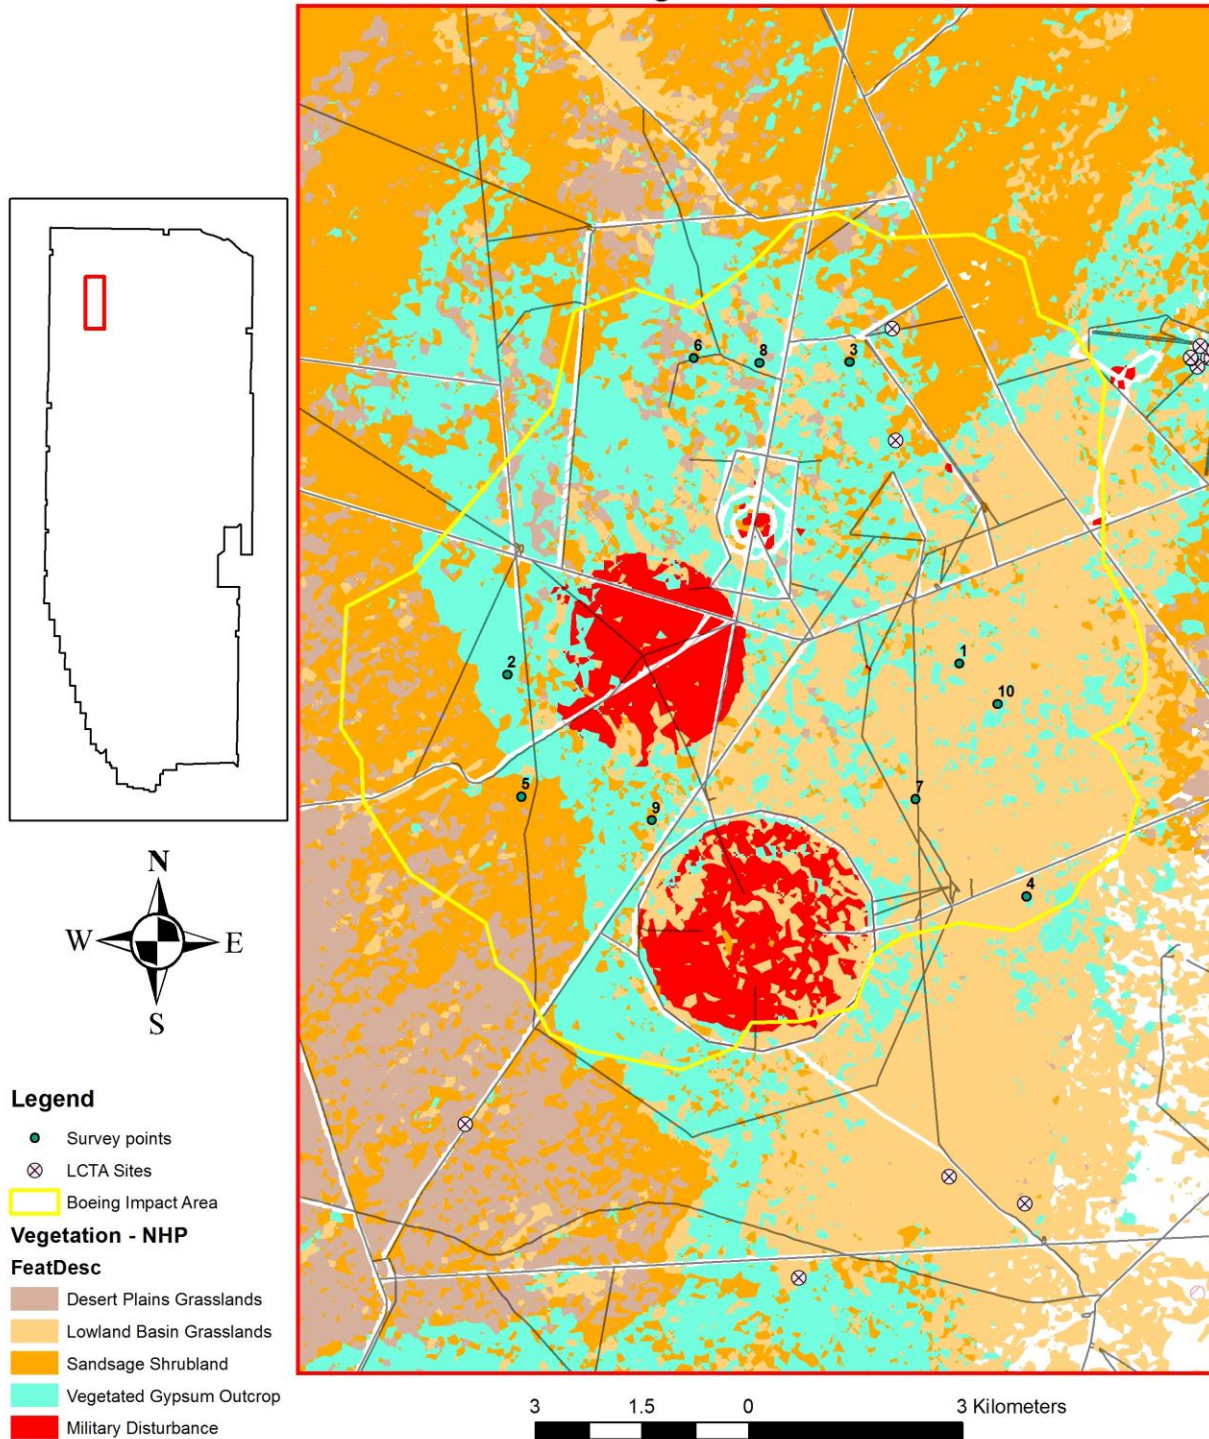 6
8
3
2
1
10
5
9
7
4
N
W
E
S
Legend
Survey points
LCTA Sites
Boeing Impact Area
Vegetation - NHP
FeatDesc
Desert Plains Grasslands
Lowland Basin Grasslands
Sandsage Shrubland
Vegetated Gypsum Outcrop
Military Disturbance
3 1.5 0 3 Kilometers